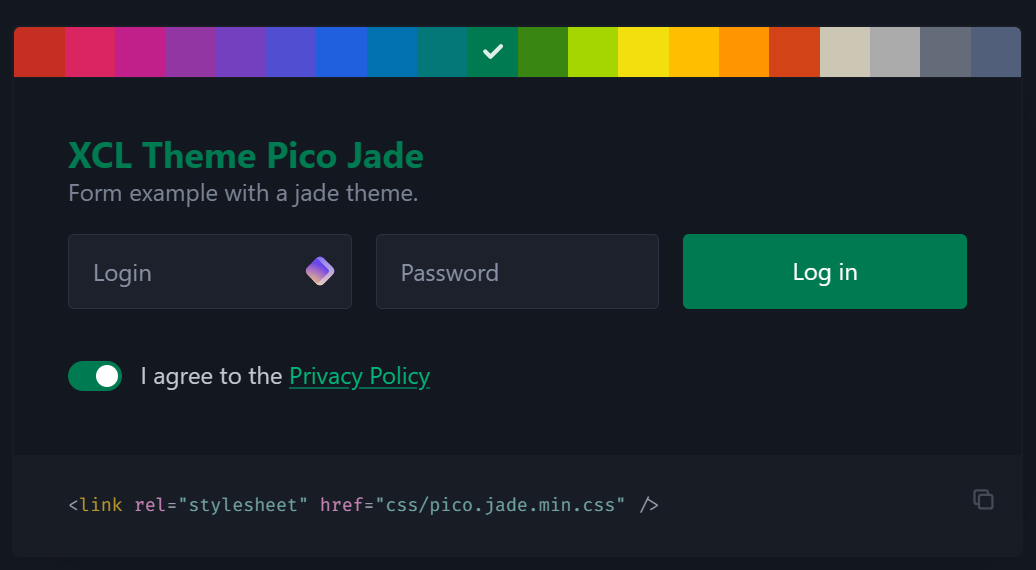 XCL Theme Pico Jade
Form example with a jade theme.
Login
Password
Log in
I agree to the Privacy Policy
<link rel="stylesheet" href="css/pico.jade.min.css" />